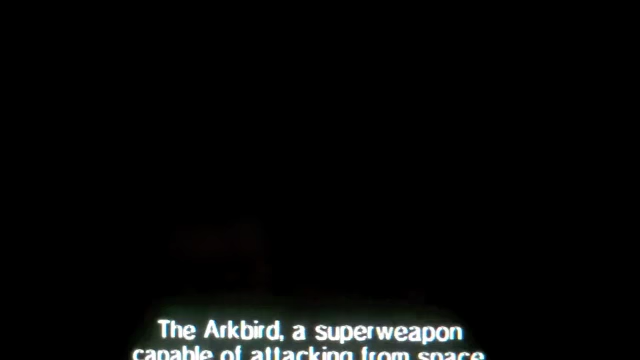 The Arkbird, a superweapon
capable of attacking from space